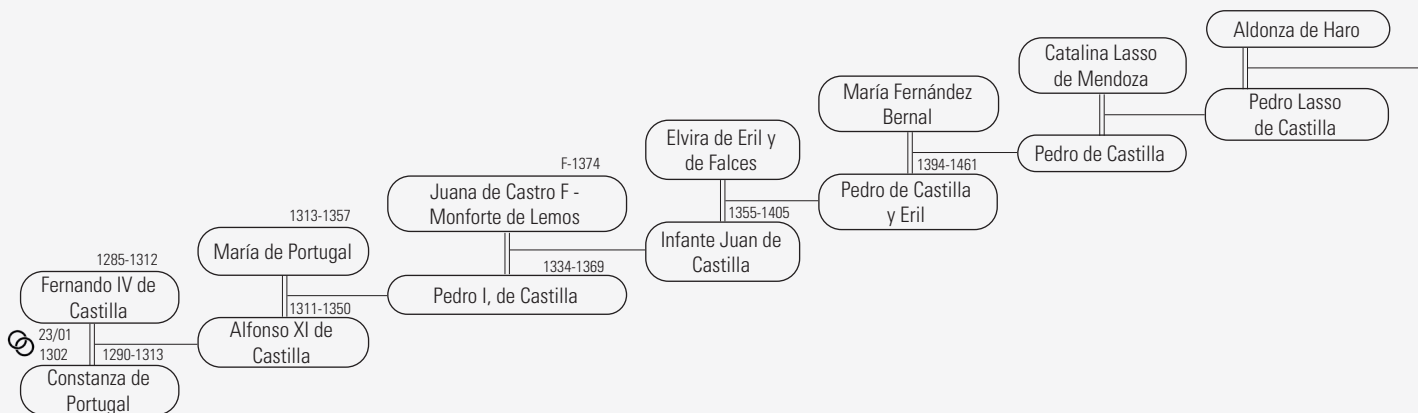 Aldonza de Haro
Catalina Lasso
de Mendoza
María Fernández
Bernal
Pedro Lasso
de Castilla
Elvira de Eril y
de Falces
Pedro de Castilla
F-1374
1394-1461
Juana de Castro F -
Monforte de Lemos
Pedro de Castilla
y Eril
1313-1357
1355-1405
María de Portugal
Infante Juan de
Castilla
1285-1312
1334-1369
Fernando IV de
Castilla
Pedro I, de Castilla
1311-1350
23/01
1302
Alfonso XI de
Castilla
1290-1313
Constanza de
Portugal